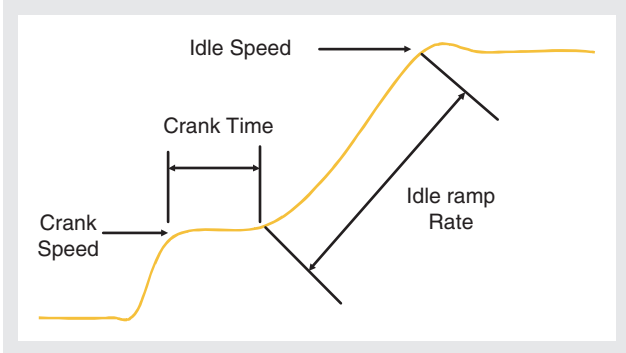 Idle Speed
Crank Time
Idle ramp
Rate
Crank
Speed